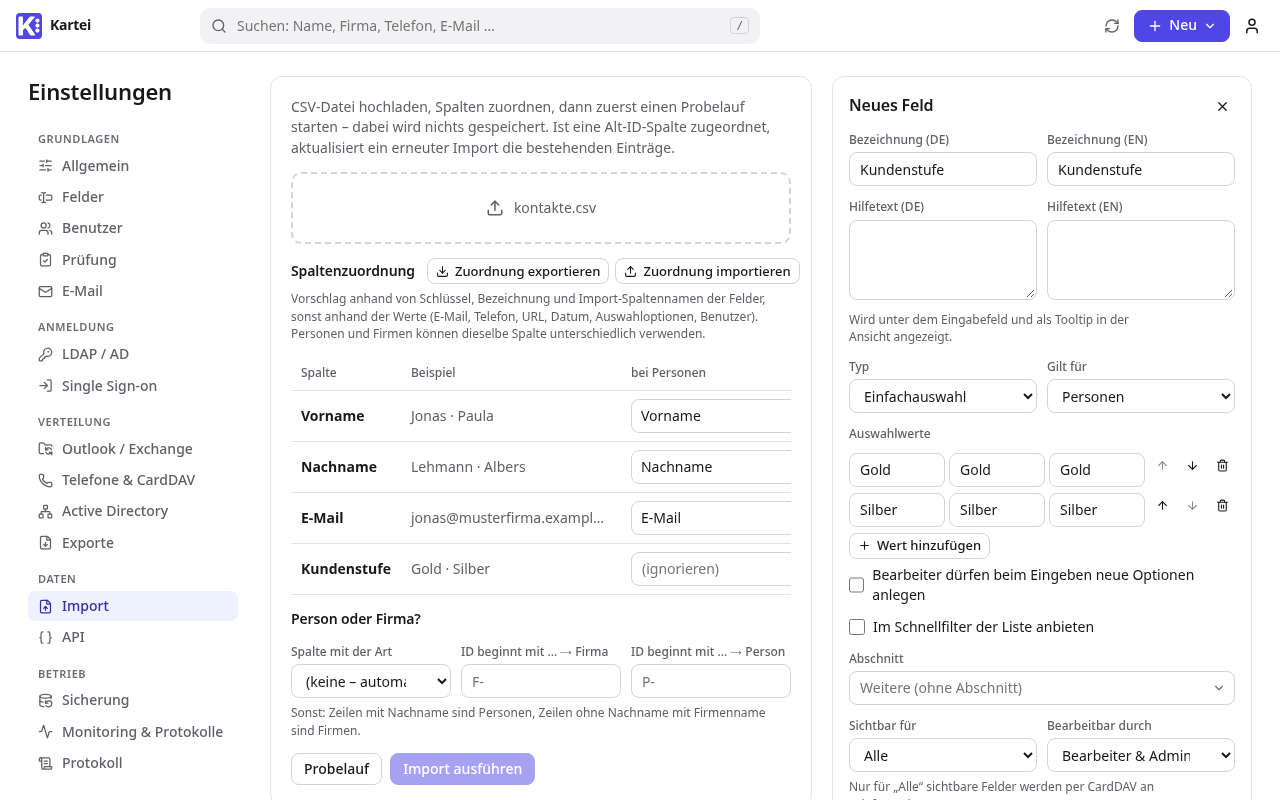 Kartei
Suchen: Name, Firma, Telefon, E-Mail ...
/
Neu
Einstellungen
GRUNDLAGEN
Allgemein
Felder
Benutzer
Prüfung
E-Mail
ANMELDUNG
LDAP / AD
Single Sign-on
VERTEILUNG
Outlook / Exchange
Telefone & CardDAV
Active Directory
Exporte
DATEN
Import
API
BETRIEB
Sicherung
Monitoring & Protokolle
Protokoll
CSV-Datei hochladen, Spalten zuordnen, dann zuerst einen Probelauf
starten – dabei wird nichts gespeichert. Ist eine Alt-ID-Spalte zugeordnet,
aktualisiert ein erneuter Import die bestehenden Einträge.
kontakte.csv
Spaltenzuordnung Zuordnung exportieren Zuordnung importieren
Vorschlag anhand von Schlüssel, Bezeichnung und Import-Spaltennamen der Felder,
sonst anhand der Werte (E-Mail, Telefon, URL, Datum, Auswahloptionen, Benutzer).
Personen und Firmen können dieselbe Spalte unterschiedlich verwenden.
Spalte Beispiel bei Personen
Vorname Jonas · Paula Vorname
Nachname Lehmann · Albers Nachname
E-Mail jonas@musterfirma.exampl... E-Mail
Kundenstufe Gold · Silber (ignorieren)
Person oder Firma?
Spalte mit der Art ID beginnt mit ... → Firma ID beginnt mit ... → Person
(keine – automa F- P-
Sonst: Zeilen mit Nachname sind Personen, Zeilen ohne Nachname mit Firmenname
sind Firmen.
Probelauf Import ausführen
Neues Feld
Bezeichnung (DE) Bezeichnung (EN)
Kundenstufe Kundenstufe
Hilfetext (DE) Hilfetext (EN)
Wird unter dem Eingabefeld und als Tooltip in der
Ansicht angezeigt.
Typ Gilt für
Einfachauswahl Personen
Auswahlwerte
Gold Gold Gold
Silber Silber Silber
Wert hinzufügen
Bearbeiter dürfen beim Eingeben neue Optionen
anlegen
Im Schnellfilter der Liste anbieten
Abschnitt
Weitere (ohne Abschnitt)
Sichtbar für Bearbeitbar durch
Alle Bearbeiter & Admin
Nur für „Alle“ sichtbare Felder werden per CardDAV an